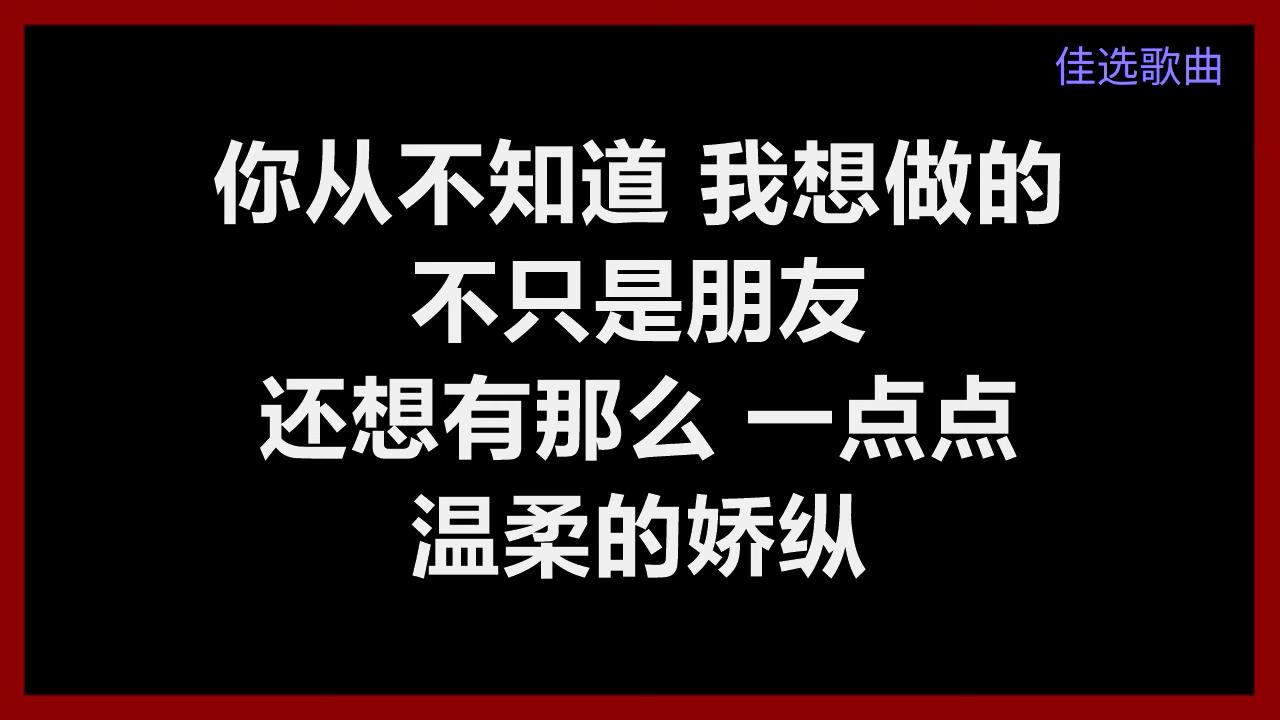 佳选歌曲
你从不知道 我想做的
不只是朋友
还想有那么 一点点
温柔的娇纵